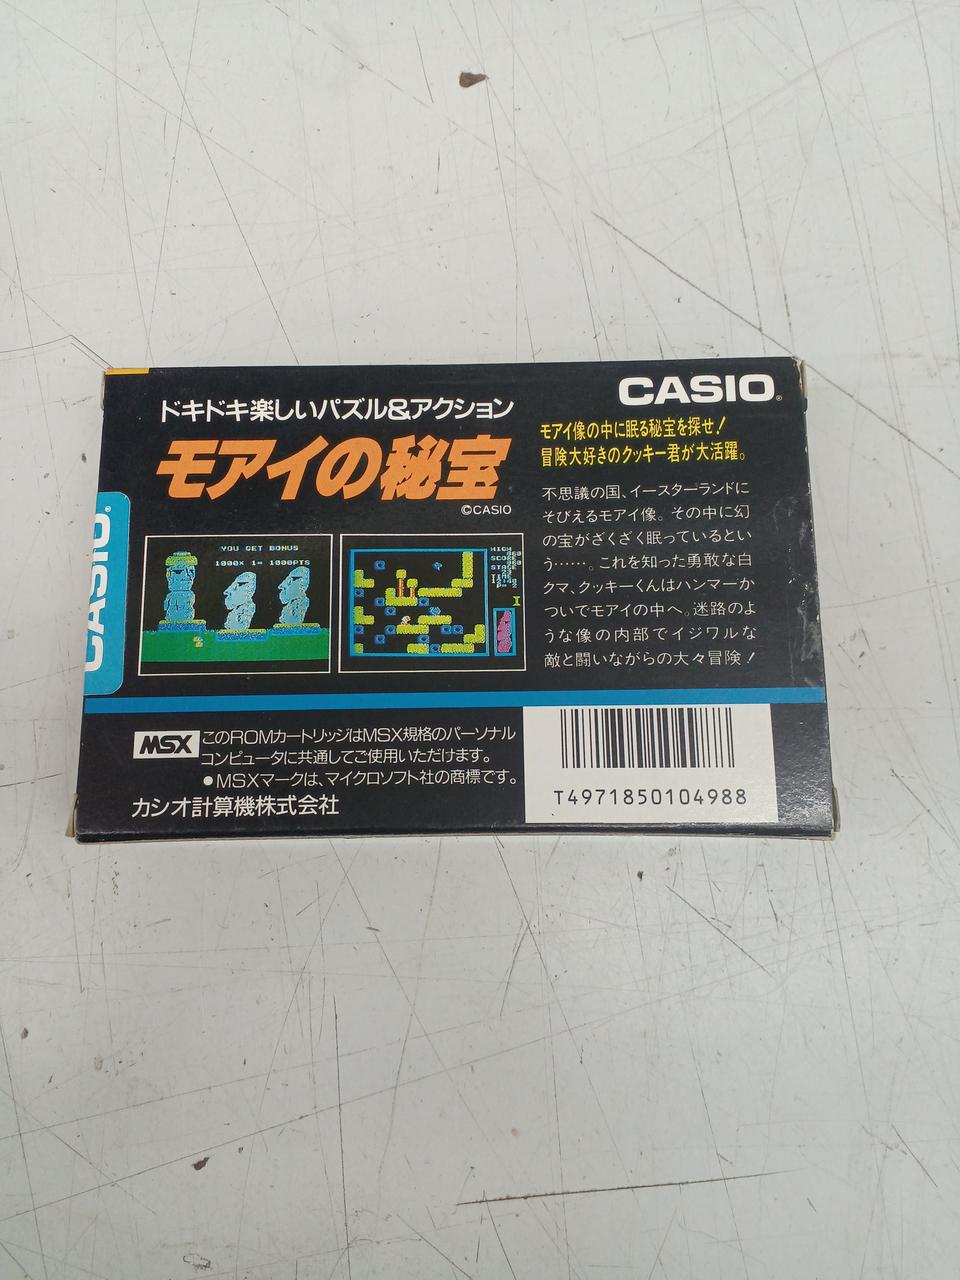 CASIO
ドキドキ楽しいパズル&アクション
モアイの秘宝
©CASIO
YOU GET BONUS
1000× 1= 1000PTS
HIGH
SCORE
STAGE
TIME
CASIO
モアイ像の中に眠る秘宝を探せ!
冒険大好きのクッキー君が大活躍。
不思議の国、イースターランドに
そびえるモアイ像。その中に幻
の宝がざくざく眠っているとい
う……。これを知った勇敢な白
クマ、クッキーくんはハンマーか
ついでモアイの中へ。迷路のよ
うな像の内部でイジワルな
敵と闘いながらの大々冒険!
MSX このROMカートリッジはMSX規格のパーソナル
コンピュータに共通してご使用いただけます。
●MSXマークは、マイクロソフト社の商標です。
カシオ計算機株式会社
T4971850104988